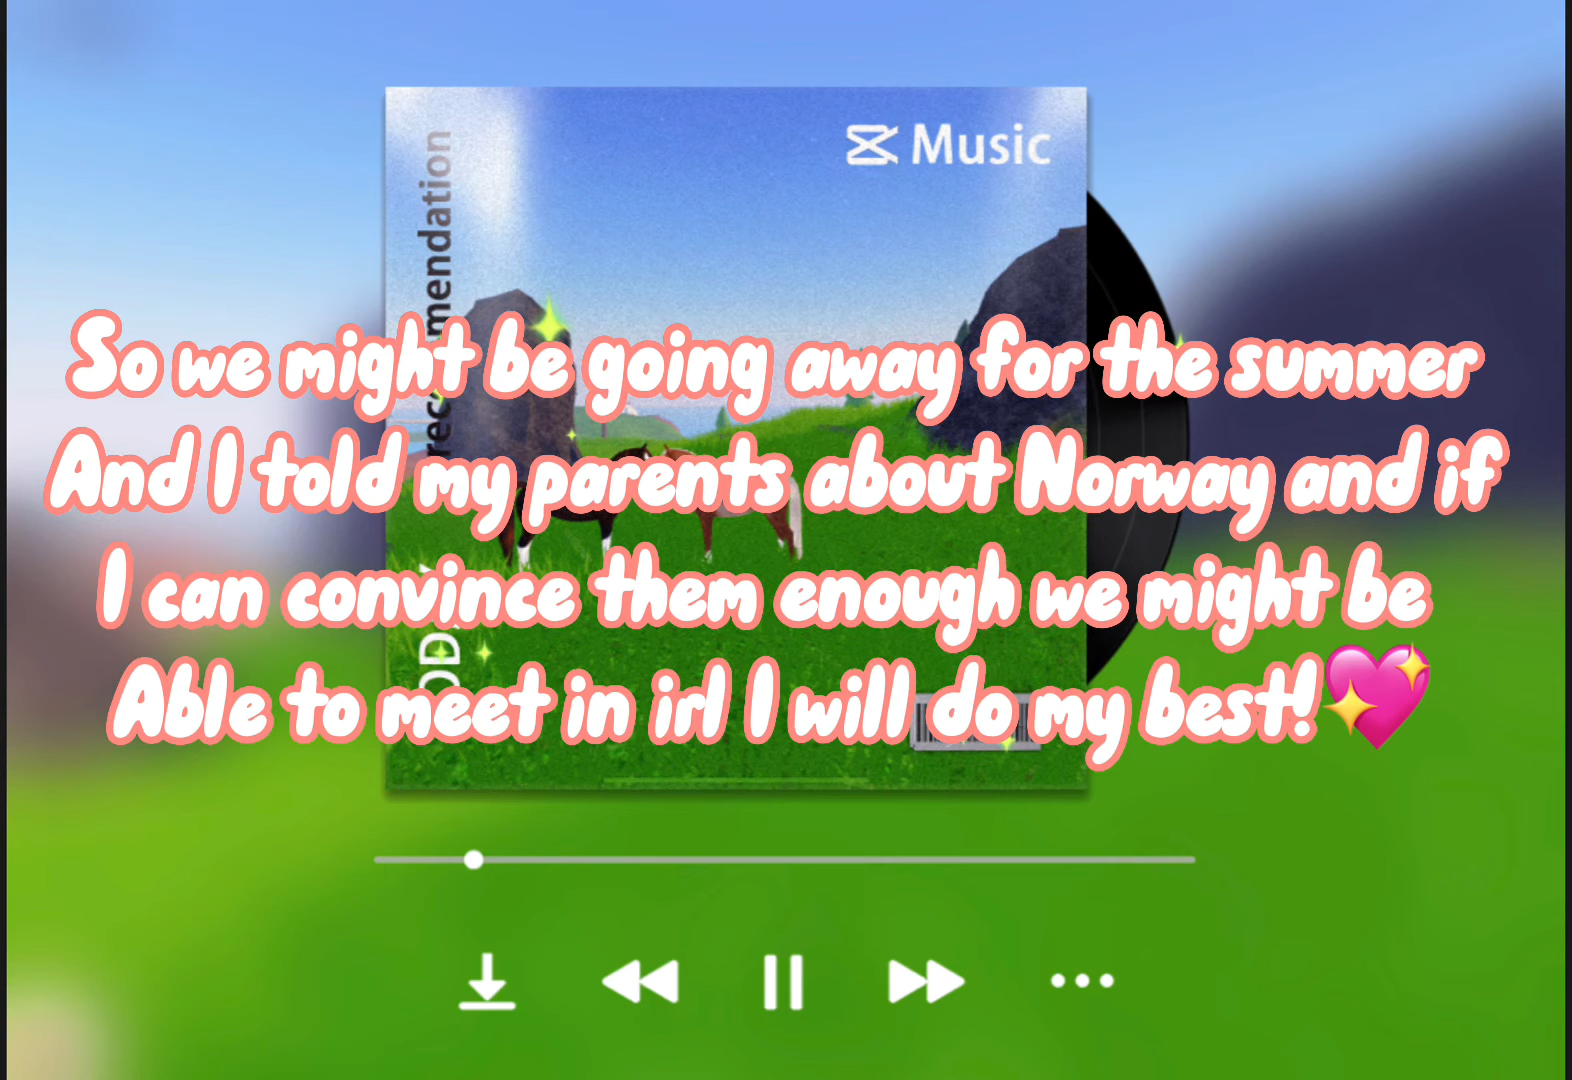 Music
recommendation
So we might be going away for the summer
And I told my parents about Norway and if
I can convince them enough we might be
Able to meet in irl I will do my best!💖